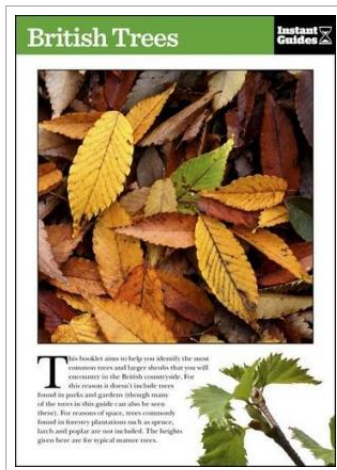 British Trees
Instant
Guides
This booklet aims to help you identify the most
common trees and larger shrubs that you will
encounter in the British countryside. For
this reason it doesn't include trees
found in parks and gardens (though many
of the trees in this guide can also be seen
there). For reasons of space, trees commonly
found in forestry plantations such as spruce,
larch and poplar are not included. The heights
given here are for typical mature trees.